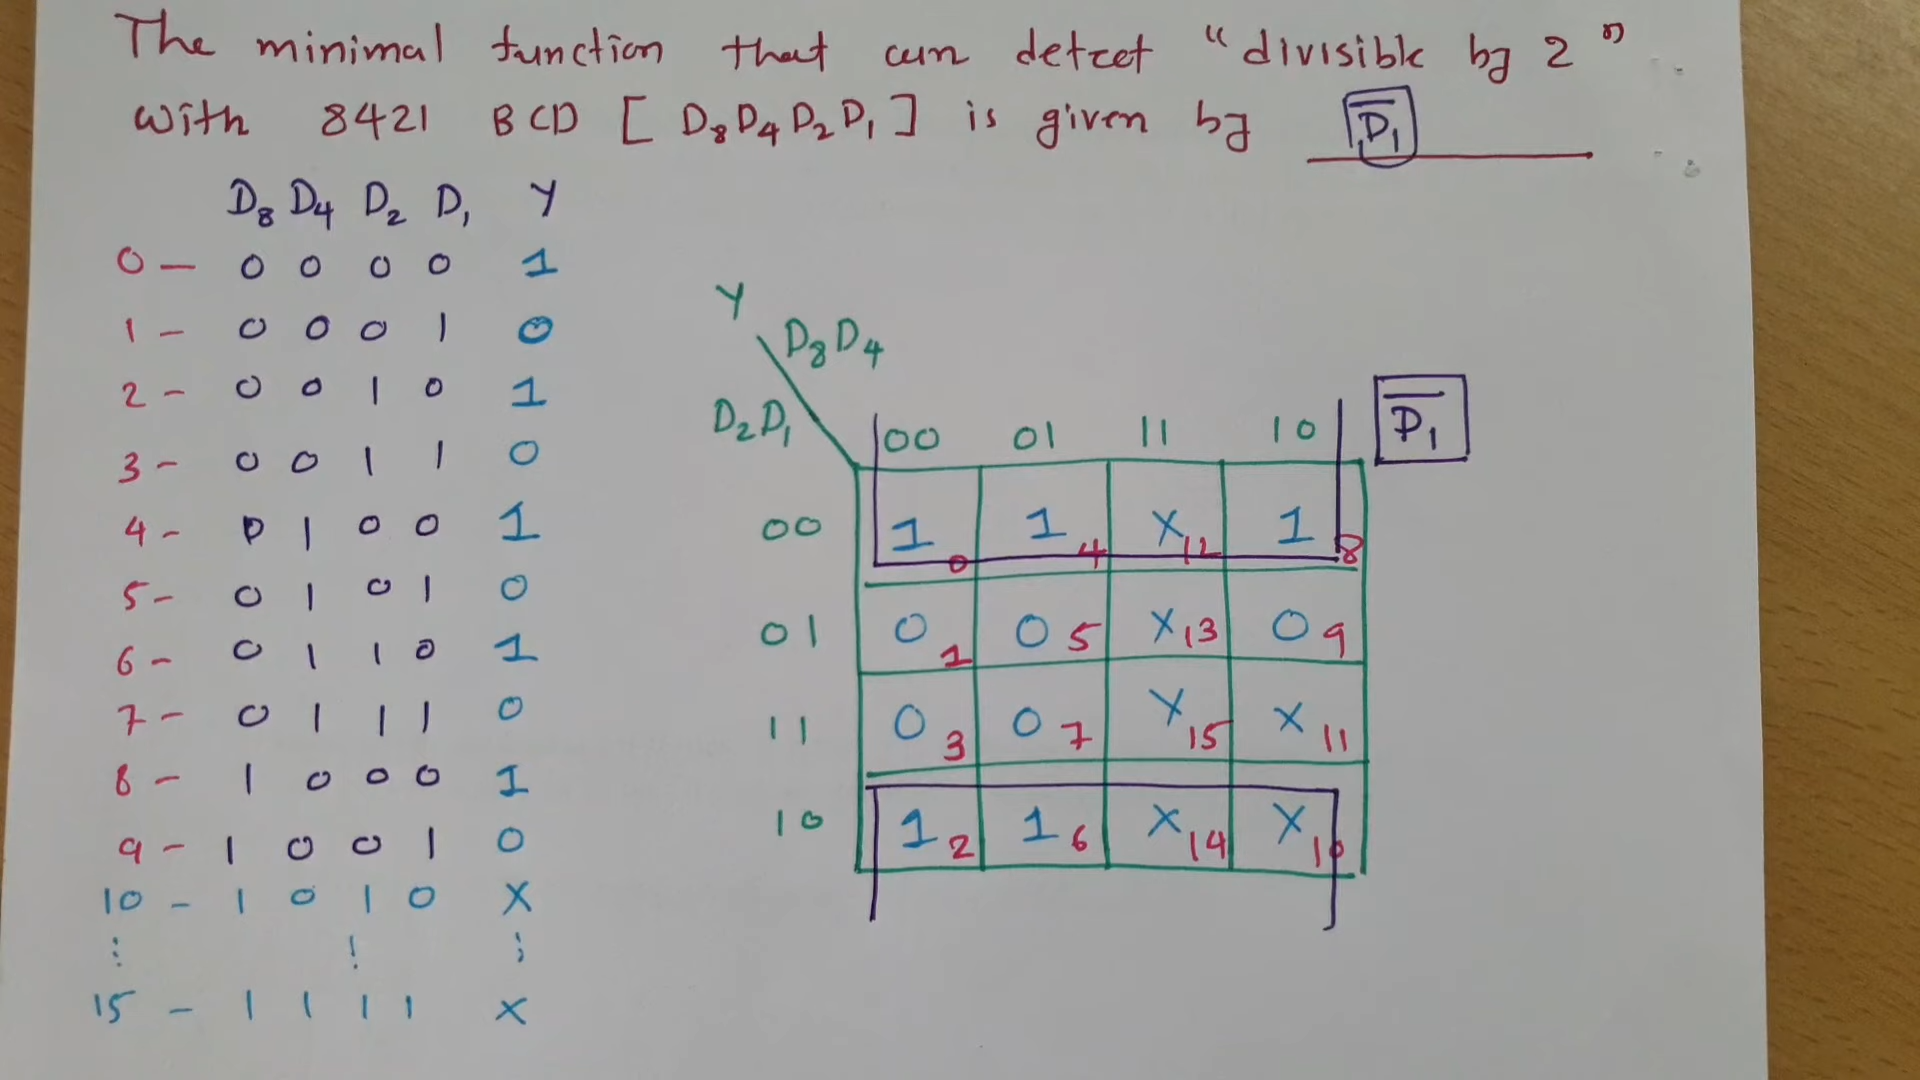 The minimal function that can detect "divisible by 2"
with 8421 BCD [D₈D₄D₂D₁] is given by D̅₁
D₈ D₄ D₂ D₁ Y
0 – 0 0 0 0 1
1 – 0 0 0 1 0
2 – 0 0 1 0 1
3 – 0 0 1 1 0
4 – 0 1 0 0 1
5 – 0 1 0 1 0
6 – 0 1 1 0 1
7 – 0 1 1 1 0
8 – 1 0 0 0 1
9 – 1 0 0 1 0
10 – 1 0 1 0 X
⋮ ⋮ ⋮
15 – 1 1 1 1 X
Y
D₈D₄
D₂D₁ 00 01 11 10 D̅₁
00 1 0 1 4 X 12 1 8
01 0 1 0 5 X 13 0 9
11 0 3 0 7 X 15 X 11
10 1 2 1 6 X 14 X 10